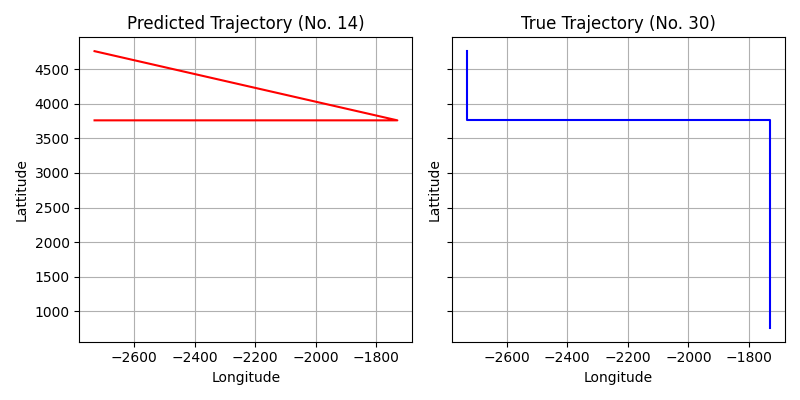 Predicted Trajectory (No. 14)
4500
4000
3500
3000
2500
2000
1500
1000
Lattitude
−2600 −2400 −2200 −2000 −1800
Longitude
True Trajectory (No. 30)
Lattitude
−2600 −2400 −2200 −2000 −1800
Longitude